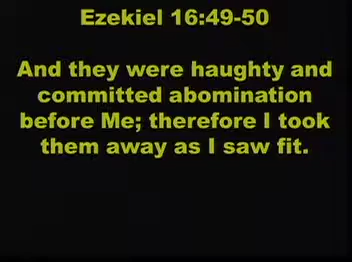 Ezekiel 16:49-50
And they were haughty and
committed abomination
before Me; therefore I took
them away as I saw fit.